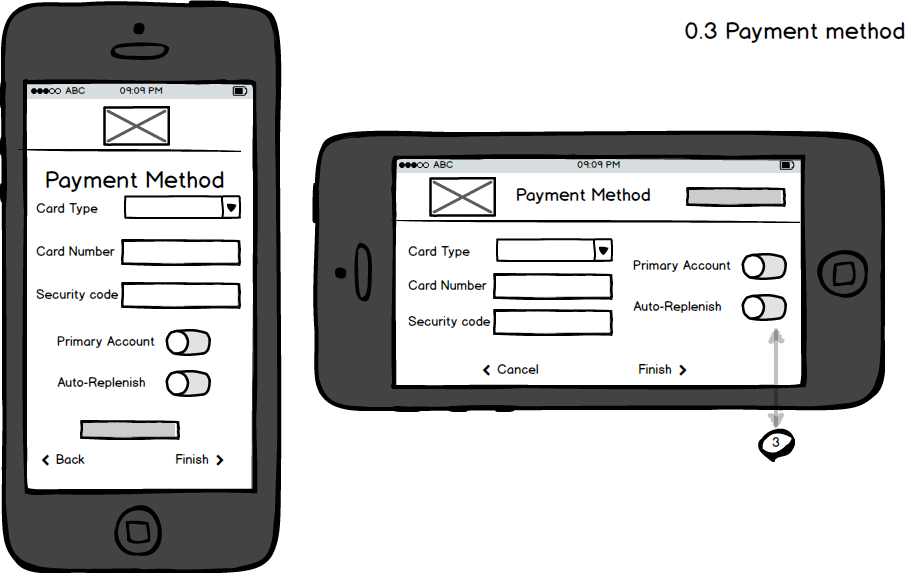 0.3 Payment method
ABC 09:09 PM
Payment Method
Card Type
Card Number
Security code
Primary Account
Auto-Replenish
Back Finish
ABC 09:09 PM
Payment Method
Card Type
Card Number
Security code
Primary Account
Auto-Replenish
Cancel Finish
3